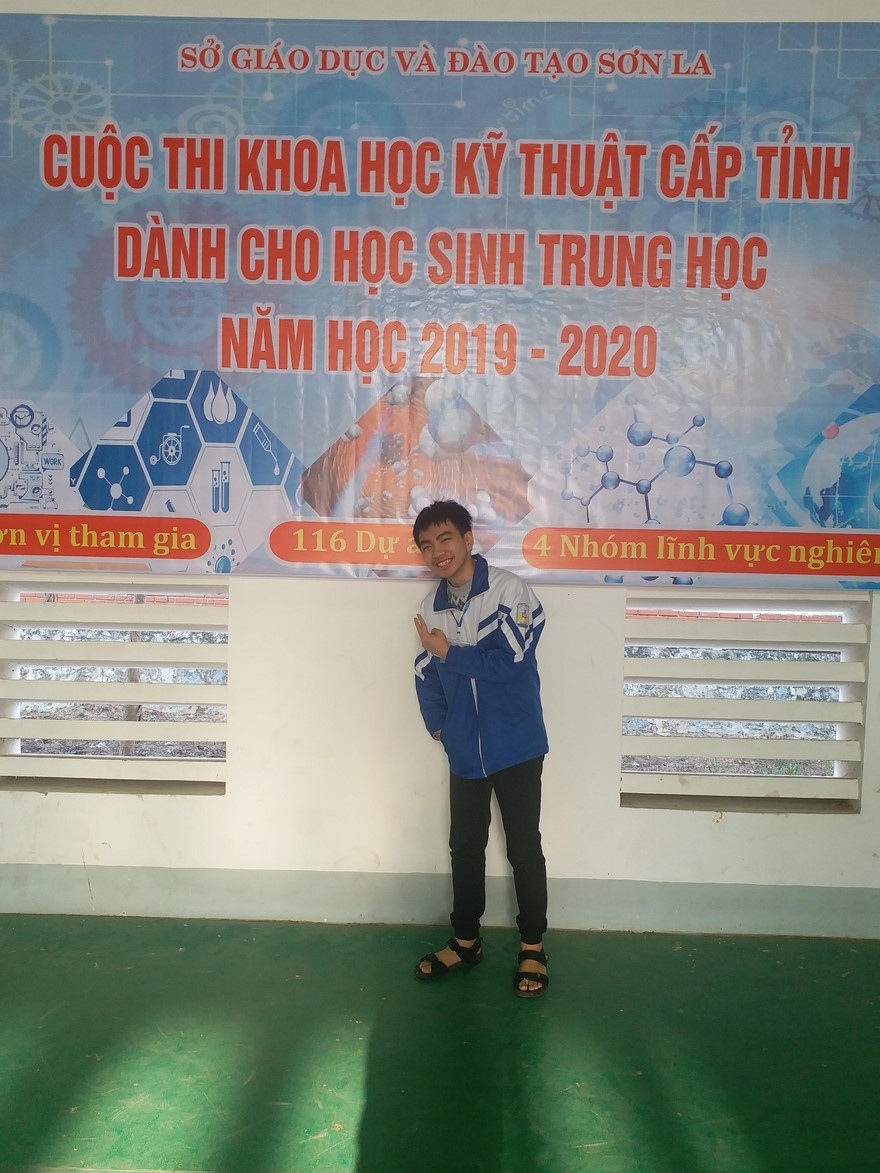 SỞ GIÁO DỤC VÀ ĐÀO TẠO SƠN LA
CUỘC THI KHOA HỌC KỸ THUẬT CẤP TỈNH
DÀNH CHO HỌC SINH TRUNG HỌC
NĂM HỌC 2019 - 2020
WORK
vị tham gia
116 Dự
4 Nhóm lĩnh vực